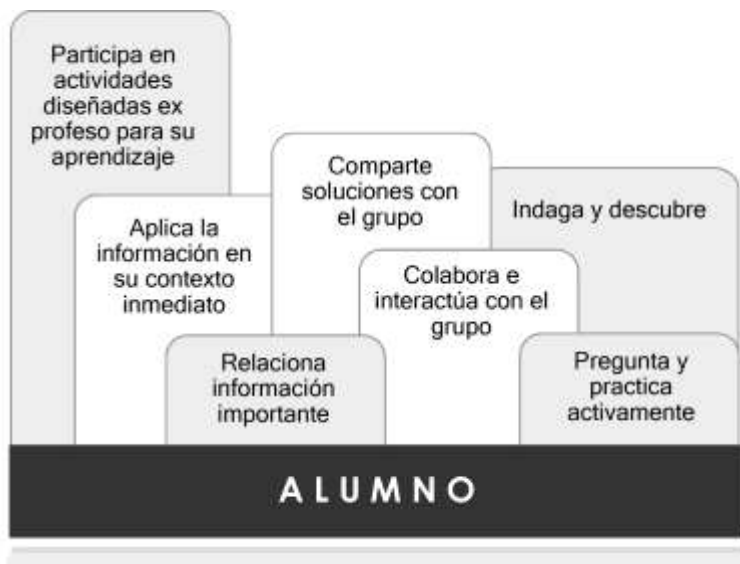 Participa en
actividades
diseñadas ex
profeso para su
aprendizaje
Aplica la
información en
su contexto
inmediato
Relaciona
información
importante
Comparte
soluciones con
el grupo
Colabora e
interactúa con el
grupo
Indaga y descubre
Pregunta y
practica
activamente
ALUMNO